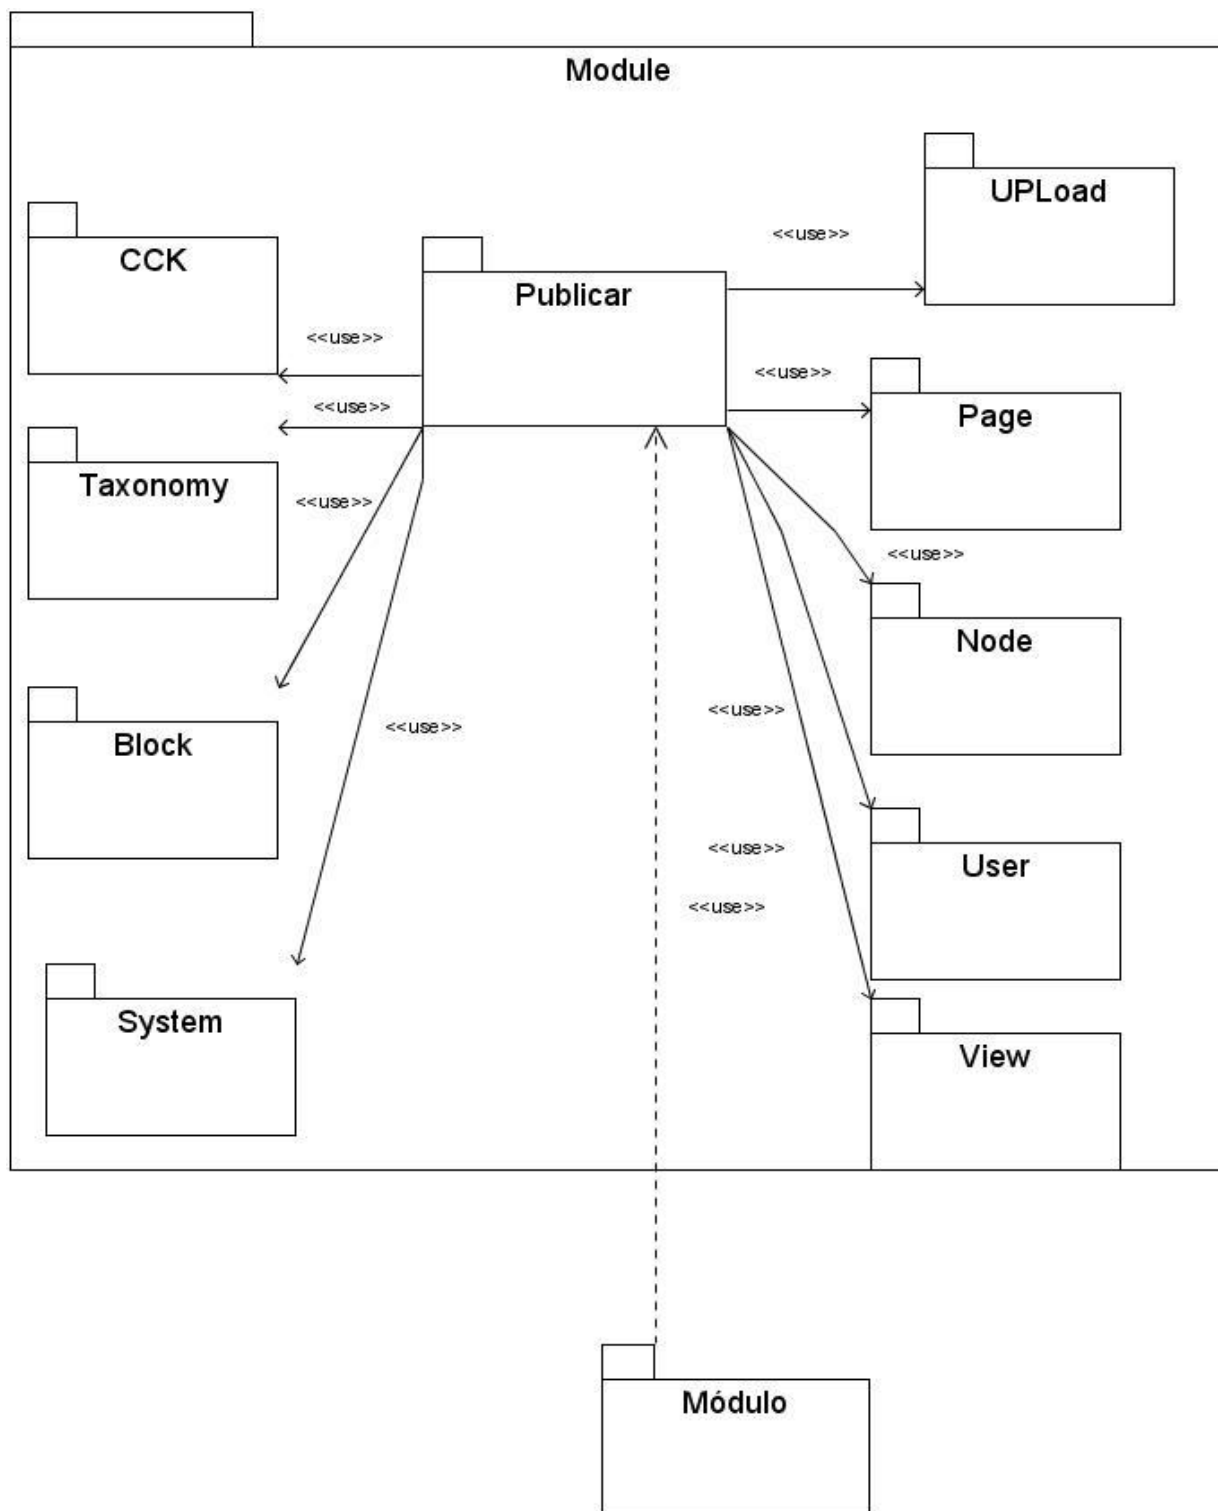 Module
UPLoad
<<use>>
CCK
Publicar
<<use>>
<<use>>
<<use>>
Page
Taxonomy
<<use>>
<<use>>
Node
<<use>>
<<use>>
Block
<<use>>
User
<<use>>
System
View
Módulo